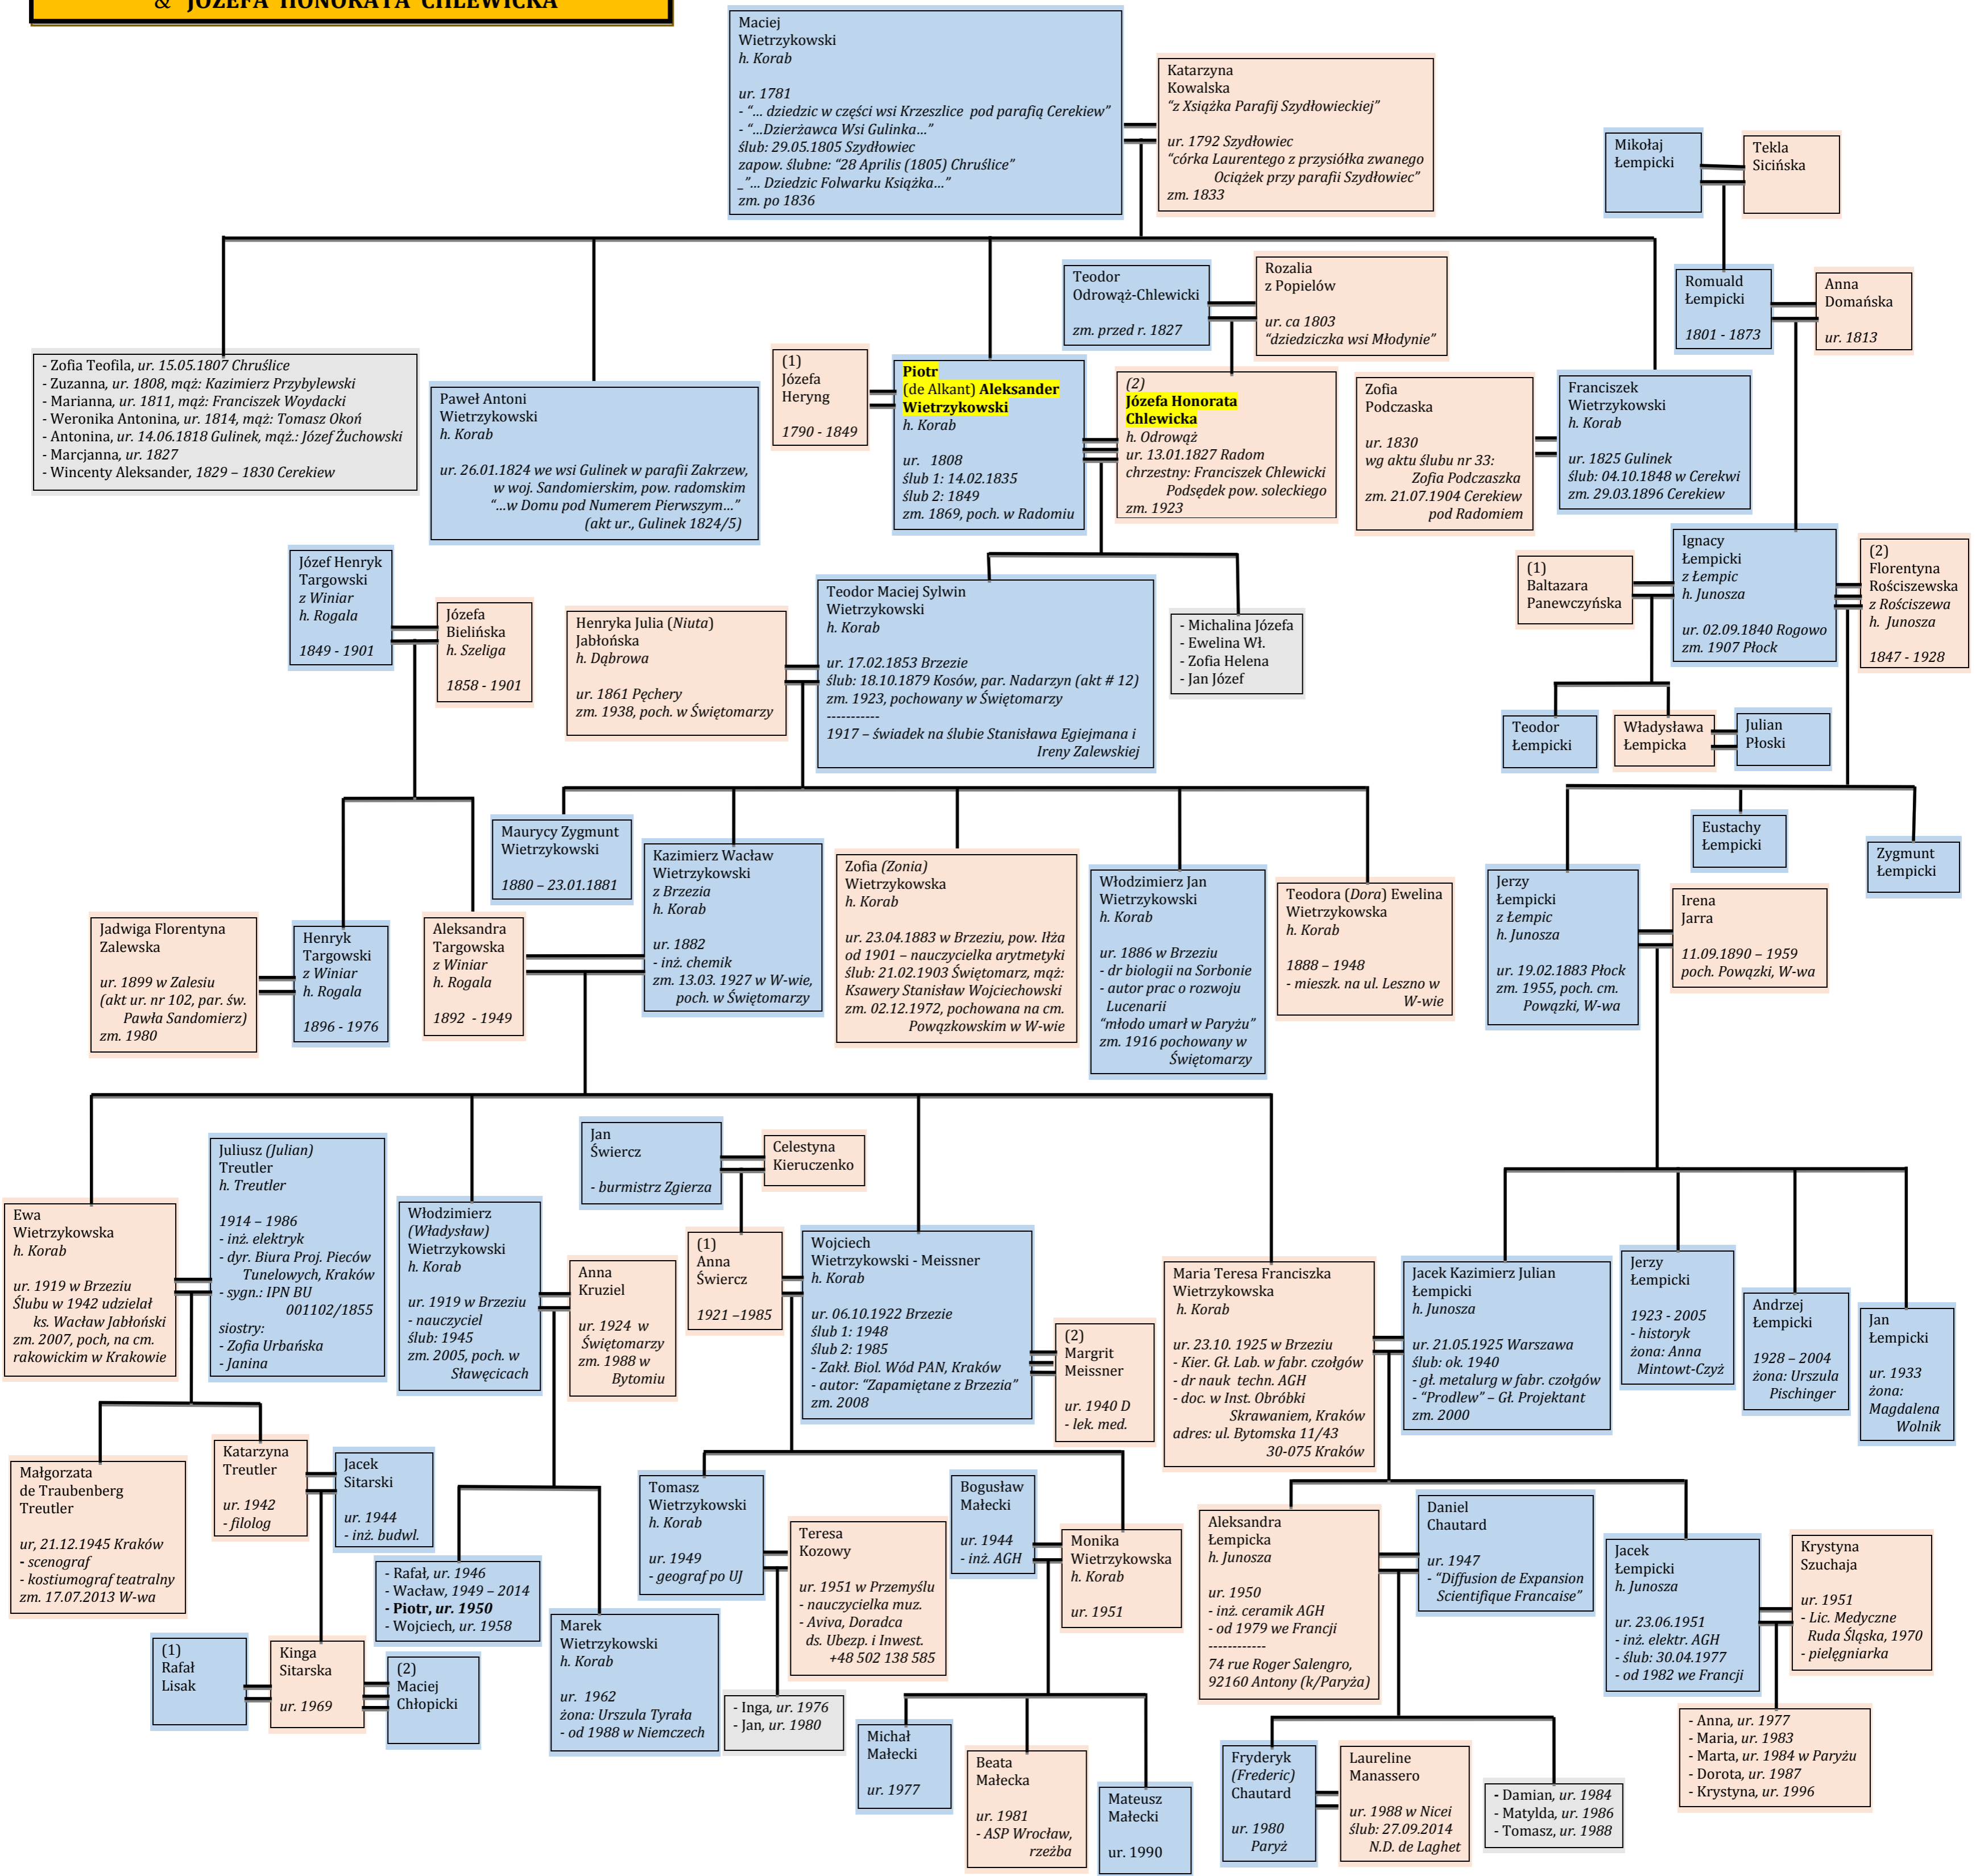 & JÓZEFA HONORATA CHLEWICKA
Maciej
Wietrzykowski
h. Korab
ur. 1781
- “... dziedzic w części wsi Krzeszlice pod parafią Cerekiew”
- “...Dzierżawca Wsi Gulinka...”
ślub: 29.05.1805 Szydłowiec
zapow. ślubne: “28 Aprilis (1805) Chruślice”
_”... Dziedzic Folwarku Książka...”
zm. po 1836
Katarzyna
Kowalska
“z Xsiążka Parafij Szydłowieckiej”
ur. 1792 Szydłowiec
“córka Laurentego z przysiółka zwanego
Ociążek przy parafii Szydłowiec”
zm. 1833
Mikołaj
Łempicki
Tekla
Sicińska
Teodor
Odrowąż-Chlewicki
zm. przed r. 1827
Rozalia
z Popielów
ur. ca 1803
“dziedziczka wsi Młodynie”
Romuald
Łempicki
1801 - 1873
Anna
Domańska
ur. 1813
- Zofia Teofila, ur. 15.05.1807 Chruślice
- Zuzanna, ur. 1808, mąż: Kazimierz Przybylewski
- Marianna, ur. 1811, mąż: Franciszek Woydacki
- Weronika Antonina, ur. 1814, mąż: Tomasz Okoń
- Antonina, ur. 14.06.1818 Gulinek, mąż.: Józef Żuchowski
- Marcjanna, ur. 1827
- Wincenty Aleksander, 1829 – 1830 Cerekiew
Paweł Antoni
Wietrzykowski
h. Korab
ur. 26.01.1824 we wsi Gulinek w parafii Zakrzew,
w woj. Sandomierskim, pow. radomskim
“...w Domu pod Numerem Pierwszym...”
(akt ur., Gulinek 1824/5)
(1)
Józefa
Heryng
1790 - 1849
Piotr
(de Alkant) Aleksander
Wietrzykowski
h. Korab
ur. 1808
ślub 1: 14.02.1835
ślub 2: 1849
zm. 1869, poch. w Radomiu
(2)
Józefa Honorata
Chlewicka
h. Odrowąż
ur. 13.01.1827 Radom
chrzestny: Franciszek Chlewicki
Podsędek pow. soleckiego
zm. 1923
Zofia
Podczaska
ur. 1830
wg aktu ślubu nr 33:
Zofia Podczaszka
zm. 21.07.1904 Cerekiew
pod Radomiem
Franciszek
Wietrzykowski
h. Korab
ur. 1825 Gulinek
ślub: 04.10.1848 w Cerekwi
zm. 29.03.1896 Cerekiew
Józef Henryk
Targowski
z Winiar
h. Rogala
1849 - 1901
Józefa
Bielińska
h. Szeliga
1858 - 1901
Henryka Julia (Niuta)
Jabłońska
h. Dąbrowa
ur. 1861 Pęchery
zm. 1938, poch. w Świętomarzy
Teodor Maciej Sylwin
Wietrzykowski
h. Korab
ur. 17.02.1853 Brzezie
ślub: 18.10.1879 Kosów, par. Nadarzyn (akt # 12)
zm. 1923, pochowany w Świętomarzy
-----------
1917 – świadek na ślubie Stanisława Egiejmana i
Ireny Zalewskiej
- Michalina Józefa
- Ewelina Wł.
- Zofia Helena
- Jan Józef
(1)
Baltazara
Panewczyńska
Ignacy
Łempicki
z Łempic
h. Junosza
ur. 02.09.1840 Rogowo
zm. 1907 Płock
(2)
Florentyna
Rościszewska
z Rościszewa
h. Junosza
1847 - 1928
Teodor
Łempicki
Władysława
Łempicka
Julian
Płoski
Maurycy Zygmunt
Wietrzykowski
1880 – 23.01.1881
Kazimierz Wacław
Wietrzykowski
z Brzezia
h. Korab
ur. 1882
- inż. chemik
zm. 13.03. 1927 w W-wie,
poch. w Świętomarzy
Zofia (Zonia)
Wietrzykowska
h. Korab
ur. 23.04.1883 w Brzeziu, pow. Iłża
od 1901 – nauczycielka arytmetyki
ślub: 21.02.1903 Świętomarz, mąż:
Ksawery Stanisław Wojciechowski
zm. 02.12.1972, pochowana na cm.
Powązkowskim w W-wie
Włodzimierz Jan
Wietrzykowski
h. Korab
ur. 1886 w Brzeziu
- dr biologii na Sorbonie
- autor prac o rozwoju
Lucenarii
“młodo umarł w Paryżu”
zm. 1916 pochowany w
Świętomarzy
Teodora (Dora) Ewelina
Wietrzykowska
h. Korab
1888 – 1948
- mieszk. na ul. Leszno w
W-wie
Eustachy
Łempicki
Zygmunt
Łempicki
Jerzy
Łempicki
z Łempic
h. Junosza
ur. 19.02.1883 Płock
zm. 1955, poch. cm.
Powązki, W-wa
Irena
Jarra
11.09.1890 – 1959
poch. Powązki, W-wa
Jadwiga Florentyna
Zalewska
ur. 1899 w Zalesiu
(akt ur. nr 102, par. św.
Pawła Sandomierz)
zm. 1980
Henryk
Targowski
z Winiar
h. Rogala
1896 - 1976
Aleksandra
Targowska
z Winiar
h. Rogala
1892 - 1949
Ewa
Wietrzykowska
h. Korab
ur. 1919 w Brzeziu
Ślubu w 1942 udzielał
ks. Wacław Jabłoński
zm. 2007, poch, na cm.
rakowickim w Krakowie
Juliusz (Julian)
Treutler
h. Treutler
1914 – 1986
- inż. elektryk
- dyr. Biura Proj. Pieców
Tunelowych, Kraków
- sygn.: IPN BU
001102/1855
siostry:
- Zofia Urbańska
- Janina
Włodzimierz
(Władysław)
Wietrzykowski
h. Korab
ur. 1919 w Brzeziu
- nauczyciel
ślub: 1945
zm. 2005, poch. w
Sławęcicach
Anna
Kruziel
ur. 1924 w
Świętomarzy
zm. 1988 w
Bytomiu
Jan
Świercz
- burmistrz Zgierza
Celestyna
Kieruczenko
(1)
Anna
Świercz
1921 –1985
Wojciech
Wietrzykowski - Meissner
h. Korab
ur. 06.10.1922 Brzezie
ślub 1: 1948
ślub 2: 1985
- Zakł. Biol. Wód PAN, Kraków
- autor: “Zapamiętane z Brzezia”
zm. 2008
(2)
Margrit
Meissner
ur. 1940 D
- lek. med.
Maria Teresa Franciszka
Wietrzykowska
h. Korab
ur. 23.10. 1925 w Brzeziu
- Kier. Gł. Lab. w fabr. czołgów
- dr nauk techn. AGH
- doc. w Inst. Obróbki
Skrawaniem, Kraków
adres: ul. Bytomska 11/43
30-075 Kraków
Jacek Kazimierz Julian
Łempicki
h. Junosza
ur. 21.05.1925 Warszawa
ślub: ok. 1940
- gł. metalurg w fabr. czołgów
- “Prodlew” – Gł. Projektant
zm. 2000
Jerzy
Łempicki
1923 - 2005
- historyk
żona: Anna
Mintowt-Czyż
Andrzej
Łempicki
1928 – 2004
żona: Urszula
Pischinger
Jan
Łempicki
ur. 1933
żona:
Magdalena
Wolnik
Małgorzata
de Traubenberg
Treutler
ur, 21.12.1945 Kraków
- scenograf
- kostiumograf teatralny
zm. 17.07.2013 W-wa
Katarzyna
Treutler
ur. 1942
- filolog
Jacek
Sitarski
ur. 1944
- inż. budwl.
- Rafał, ur. 1946
- Wacław, 1949 – 2014
- Piotr, ur. 1950
- Wojciech, ur. 1958
Marek
Wietrzykowski
h. Korab
ur. 1962
żona: Urszula Tyrała
- od 1988 w Niemczech
Tomasz
Wietrzykowski
h. Korab
ur. 1949
- geograf po UJ
Teresa
Kozowy
ur. 1951 w Przemyślu
- nauczycielka muz.
- Aviva, Doradca
ds. Ubezp. i Inwest.
+48 502 138 585
Bogusław
Małecki
ur. 1944
- inż. AGH
Monika
Wietrzykowska
h. Korab
ur. 1951
Aleksandra
Łempicka
h. Junosza
ur. 1950
- inż. ceramik AGH
- od 1979 we Francji
------------
74 rue Roger Salengro,
92160 Antony (k/Paryża)
Daniel
Chautard
ur. 1947
- “Diffusion de Expansion
Scientifique Francaise”
Jacek
Łempicki
h. Junosza
ur. 23.06.1951
- inż. elektr. AGH
- ślub: 30.04.1977
- od 1982 we Francji
Krystyna
Szuchaja
ur. 1951
- Lic. Medyczne
Ruda Śląska, 1970
- pielęgniarka
(1)
Rafał
Lisak
Kinga
Sitarska
ur. 1969
(2)
Maciej
Chłopicki
- Inga, ur. 1976
- Jan, ur. 1980
Michał
Małecki
ur. 1977
Beata
Małecka
ur. 1981
- ASP Wrocław,
rzeźba
Mateusz
Małecki
ur. 1990
Fryderyk
(Frederic)
Chautard
ur. 1980
Paryż
Laureline
Manassero
ur. 1988 w Nicei
ślub: 27.09.2014
N.D. de Laghet
- Damian, ur. 1984
- Matylda, ur. 1986
- Tomasz, ur. 1988
- Anna, ur. 1977
- Maria, ur. 1983
- Marta, ur. 1984 w Paryżu
- Dorota, ur. 1987
- Krystyna, ur. 1996